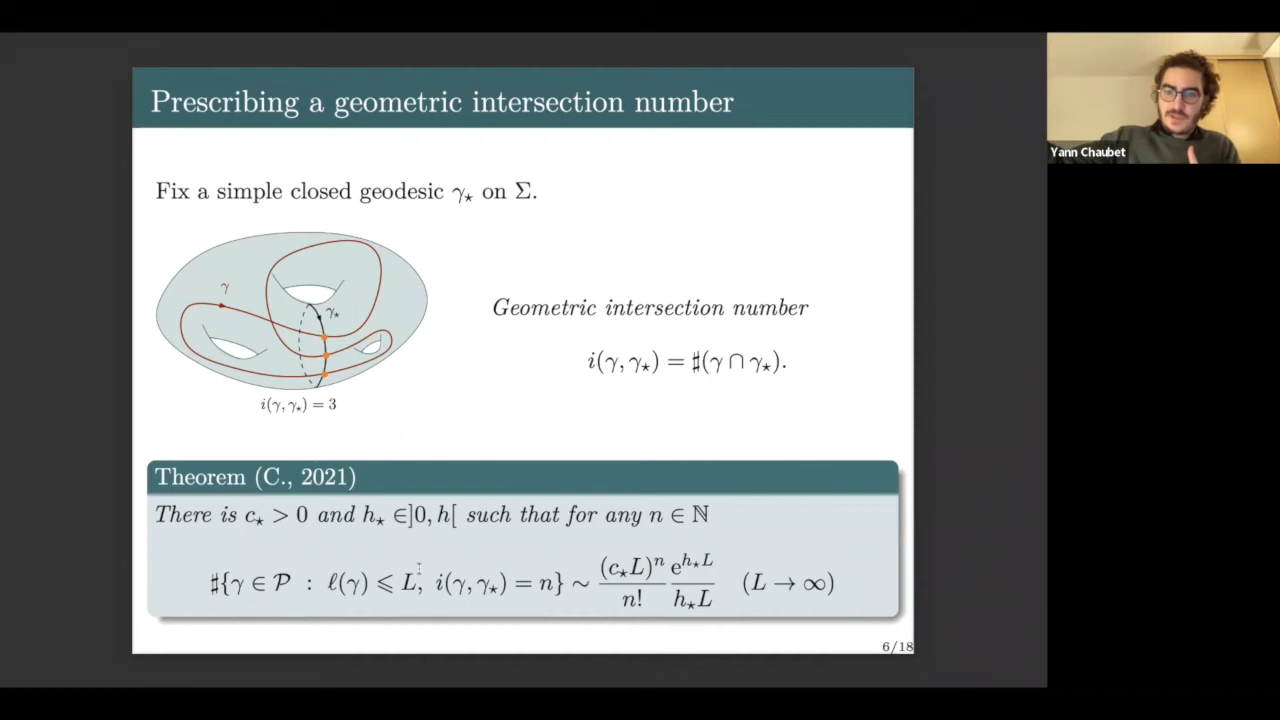 Prescribing a geometric intersection number
Fix a simple closed geodesic γ⋆ on Σ.
γ
γ⋆
i(γ, γ⋆) = 3
Geometric intersection number
i(γ, γ⋆) = ♯(γ ∩ γ⋆).
Theorem (C., 2021)
There is c⋆ > 0 and h⋆ ∈]0, h[ such that for any n ∈ ℕ
♯{γ ∈ 𝒫 : ℓ(γ) ⩽ L, i(γ, γ⋆) = n} ∼ (c⋆L)ⁿ/n! e^{h⋆L}/h⋆L (L → ∞)
6/18
Yann Chaubet